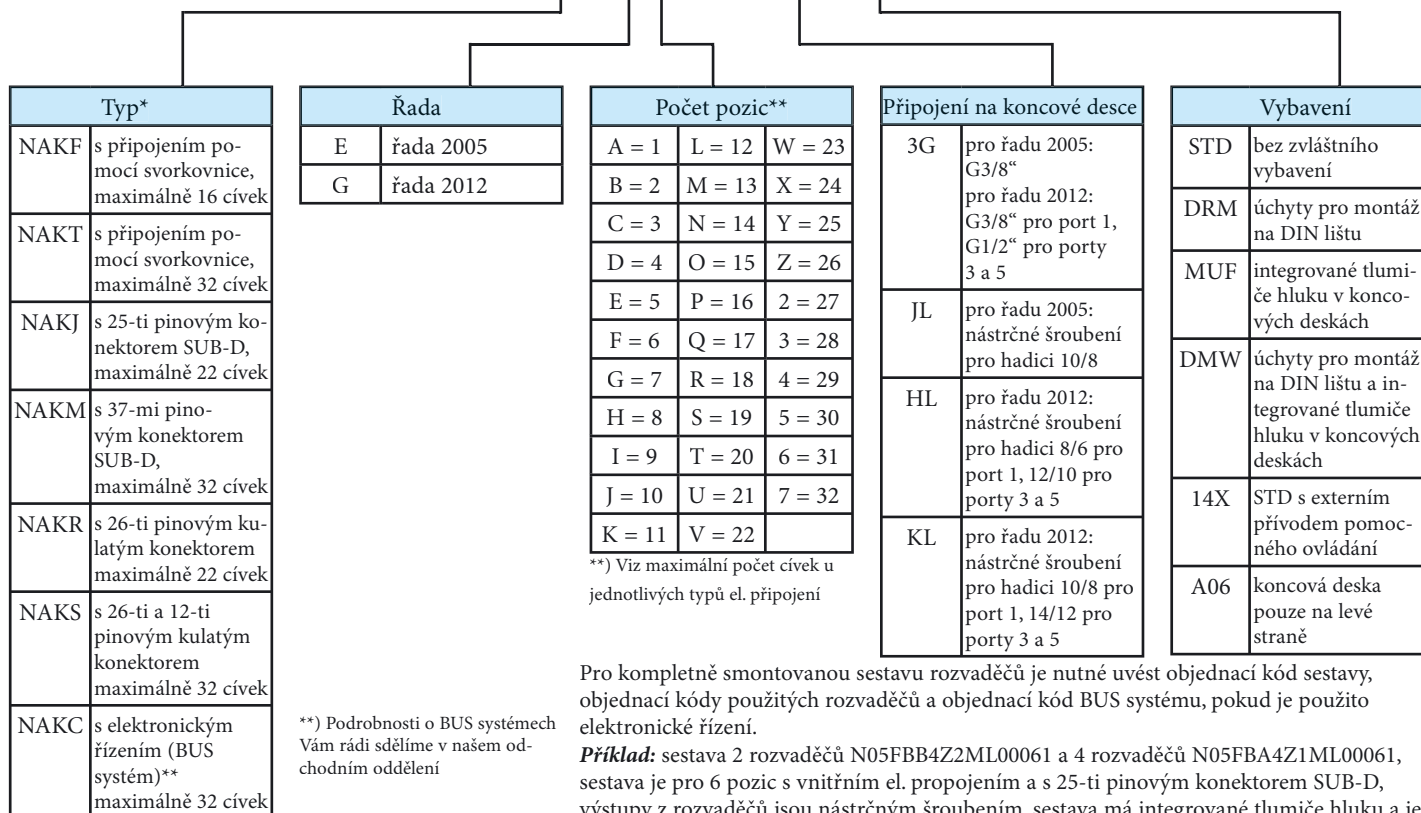 Typ*
NAKF s připojením po-
mocí svorkovnice,
maximálně 16 cívek
NAKT s připojením po-
mocí svorkovnice,
maximálně 32 cívek
NAKJ s 25-ti pinovým ko-
nektorem SUB-D,
maximálně 22 cívek
NAKM s 37-mi pino-
vým konektorem
SUB-D,
maximálně 32 cívek
NAKR s 26-ti pinovým ku-
latým konektorem
maximálně 22 cívek
NAKS s 26-ti a 12-ti
pinovým kulatým
konektorem
maximálně 32 cívek
NAKC s elektronickým
řízením (BUS
systém)**
maximálně 32 cívek
Řada
E řada 2005
G řada 2012
**) Podrobnosti o BUS systémech
Vám rádi sdělíme v našem od-
chodním oddělení
Počet pozic**
A = 1 L = 12 W = 23
B = 2 M = 13 X = 24
C = 3 N = 14 Y = 25
D = 4 O = 15 Z = 26
E = 5 P = 16 2 = 27
F = 6 Q = 17 3 = 28
G = 7 R = 18 4 = 29
H = 8 S = 19 5 = 30
I = 9 T = 20 6 = 31
J = 10 U = 21 7 = 32
K = 11 V = 22
**) Viz maximální počet cívek u
jednotlivých typů el. připojení
Připojení na koncové desce
3G pro řadu 2005:
G3/8“
pro řadu 2012:
G3/8“ pro port 1,
G1/2“ pro porty
3 a 5
JL pro řadu 2005:
nástrčné šroubení
pro hadici 10/8
HL pro řadu 2012:
nástrčné šroubení
pro hadici 8/6 pro
port 1, 12/10 pro
porty 3 a 5
KL pro řadu 2012:
nástrčné šroubení
pro hadici 10/8 pro
port 1, 14/12 pro
porty 3 a 5
Vybavení
STD bez zvláštního
vybavení
DRM úchyty pro montáž
na DIN lištu
MUF integrované tlumi-
če hluku v konco-
vých deskách
DMW úchyty pro montáž
na DIN lištu a in-
tegrované tlumiče
hluku v koncových
deskách
14X STD s externím
přívodem pomoc-
ného ovládání
A06 koncová deska
pouze na levé
straně
Pro kompletně smontovanou sestavu rozvaděčů je nutné uvést objednací kód sestavy,
objednací kódy použitých rozvaděčů a objednací kód BUS systému, pokud je použito
elektronické řízení.
Příklad: sestava 2 rozvaděčů N05FBB4Z2ML00061 a 4 rozvaděčů N05FBA4Z1ML00061,
sestava je pro 6 pozic s vnitřním el. propojením a s 25-ti pinovým konektorem SUB-D,
výstupy z rozvaděčů jsou nástrčným šroubením, sestava má integrované tlumiče hluku a je